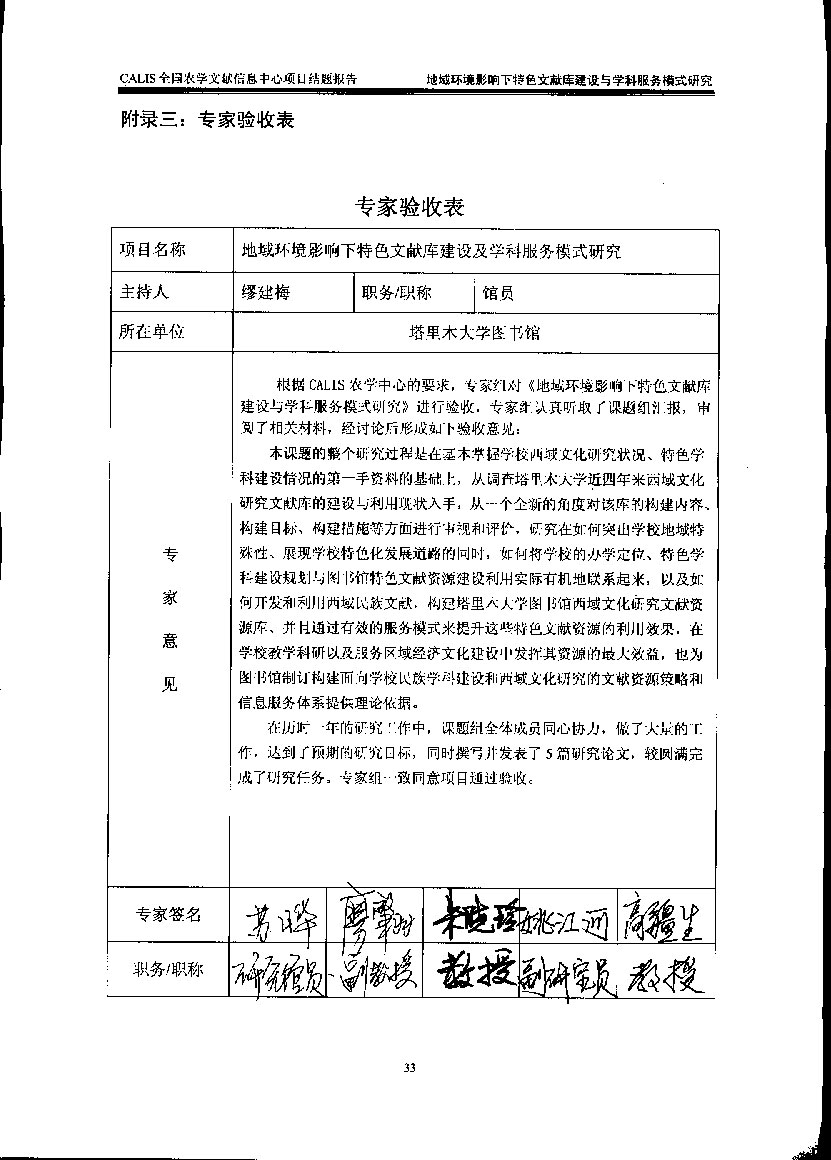 CALIS全国农学文献信息中心项目结题报告 地域环境影响下特色文献库建设与学科服务模式研究
附录三：专家验收表
专家验收表
项目名称 地域环境影响下特色文献库建设及学科服务模式研究
主持人 缪建梅 职务/职称 馆员
所在单位 塔里木大学图书馆
专家意见
根据CALIS农学中心的要求，专家组对《地域环境影响下特色文献库
建设与学科服务模式研究》进行验收，专家组认真听取了课题组汇报，审
阅了相关材料，经讨论后形成如下验收意见：
本课题的整个研究过程是在基本掌握学校西域文化研究状况、特色学
科建设情况的第一手资料的基础上，从调查塔里木大学近四年来西域文化
研究文献库的建设与利用现状入手，从一个全新的角度对该库的构建内容、
构建目标、构建措施等方面进行审视和评价，研究在如何突出学校地域特
殊性、展现学校特色化发展道路的同时，如何将学校的办学定位、特色学
科建设规划与图书馆特色文献资源建设利用实际有机地联系起来，以及如
何开发和利用西域民族文献，构建塔里木大学图书馆西域文化研究文献资
源库、并且通过有效的服务模式来提升这些特色文献资源的利用效果，在
学校教学科研以及服务区域经济文化建设中发挥其资源的最大效益，也为
图书馆制订构建面向学校民族学科建设和西域文化研究的文献资源策略和
信息服务体系提供理论依据。
在历时一年的研究工作中，课题组全体成员同心协力，做了大量的工
作，达到了预期的研究目标，同时撰写并发表了5篇研究论文，较圆满完
成了研究任务。专家组一致同意项目通过验收。
专家签名 朱晓玲 姚江河 高疆生
职务/职称 研究馆员 副教授 教授 副研究员 教授
33